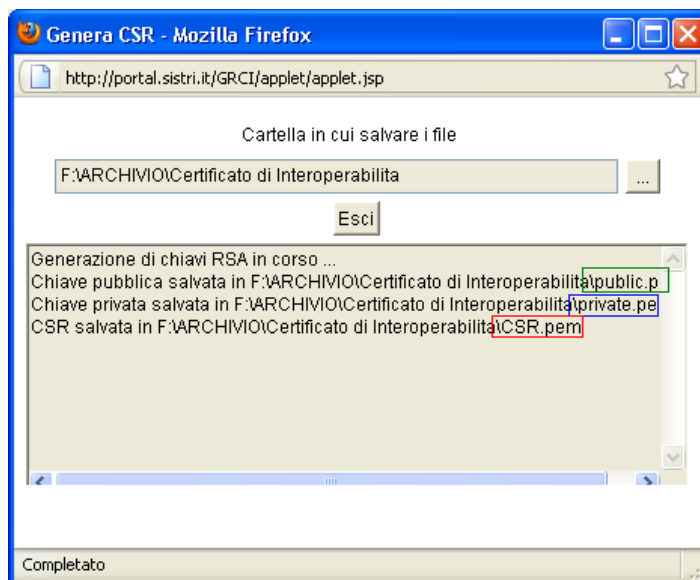 Genera CSR - Mozilla Firefox
http://portal.sistri.it/GRCI/applet/applet.jsp
Cartella in cui salvare i file
F:\ARCHIVIO\Certificato di Interoperabilita
...
Esci
Generazione di chiavi RSA in corso ...
Chiave pubblica salvata in F:\ARCHIVIO\Certificato di Interoperabilita\public.p
Chiave privata salvata in F:\ARCHIVIO\Certificato di Interoperabilita\private.pe
CSR salvata in F:\ARCHIVIO\Certificato di Interoperabilita\CSR.pem
Completato